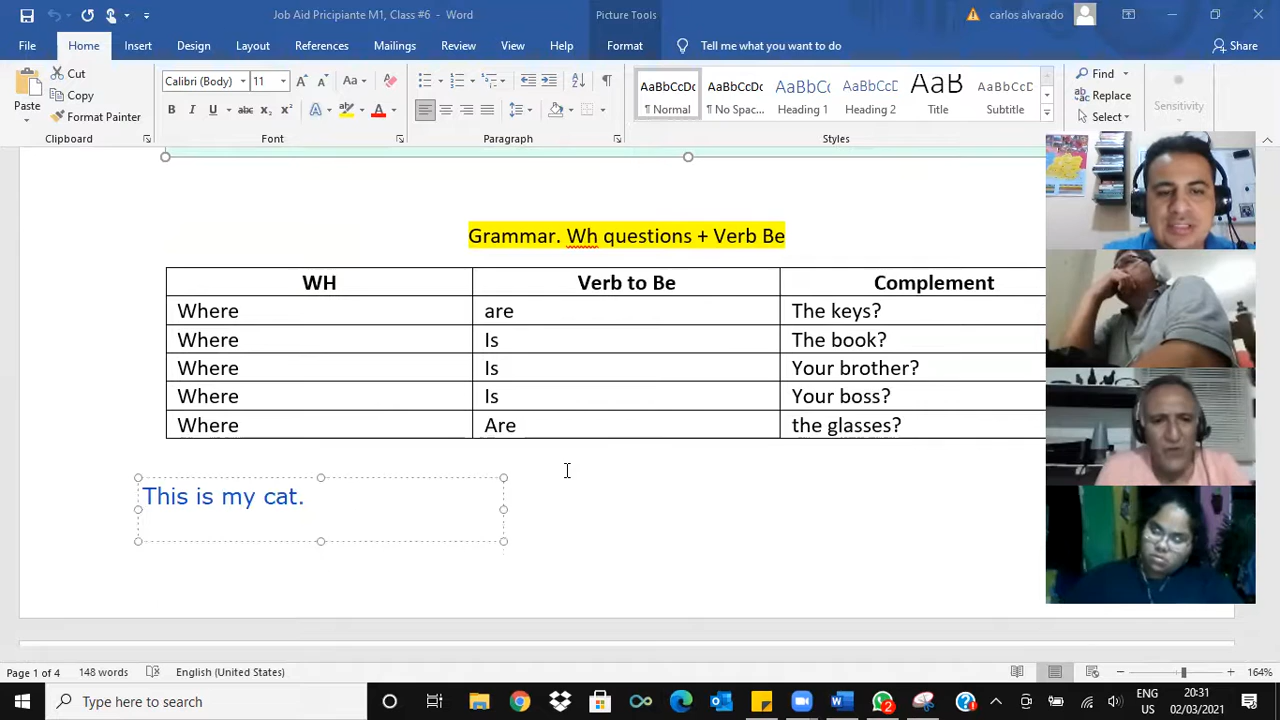 Job Aid Pricipiante M1, Class #6 - Word
Picture Tools
carlos alvarado
File Home Insert Design Layout References Mailings Review View Help Format Tell me what you want to do Share
Paste
Cut
Copy
Format Painter
Calibri (Body) 11
AaBbCcDc
¶ Normal
AaBbCcDc
¶ No Spac...
AaBbC
Heading 1
AaBbCcC
Heading 2
AaB
Title
AaBbCcD
Subtitle
Find
Replace
Select
Sensitivity
Clipboard Font Paragraph Styles
Grammar. Wh questions + Verb Be
WH Verb to Be Complement
Where are The keys?
Where Is The book?
Where Is Your brother?
Where Is Your boss?
Where Are the glasses?
This is my cat.
Page 1 of 4 148 words English (United States) 164%
Type here to search
2
ENG 20:31
US 02/03/2021